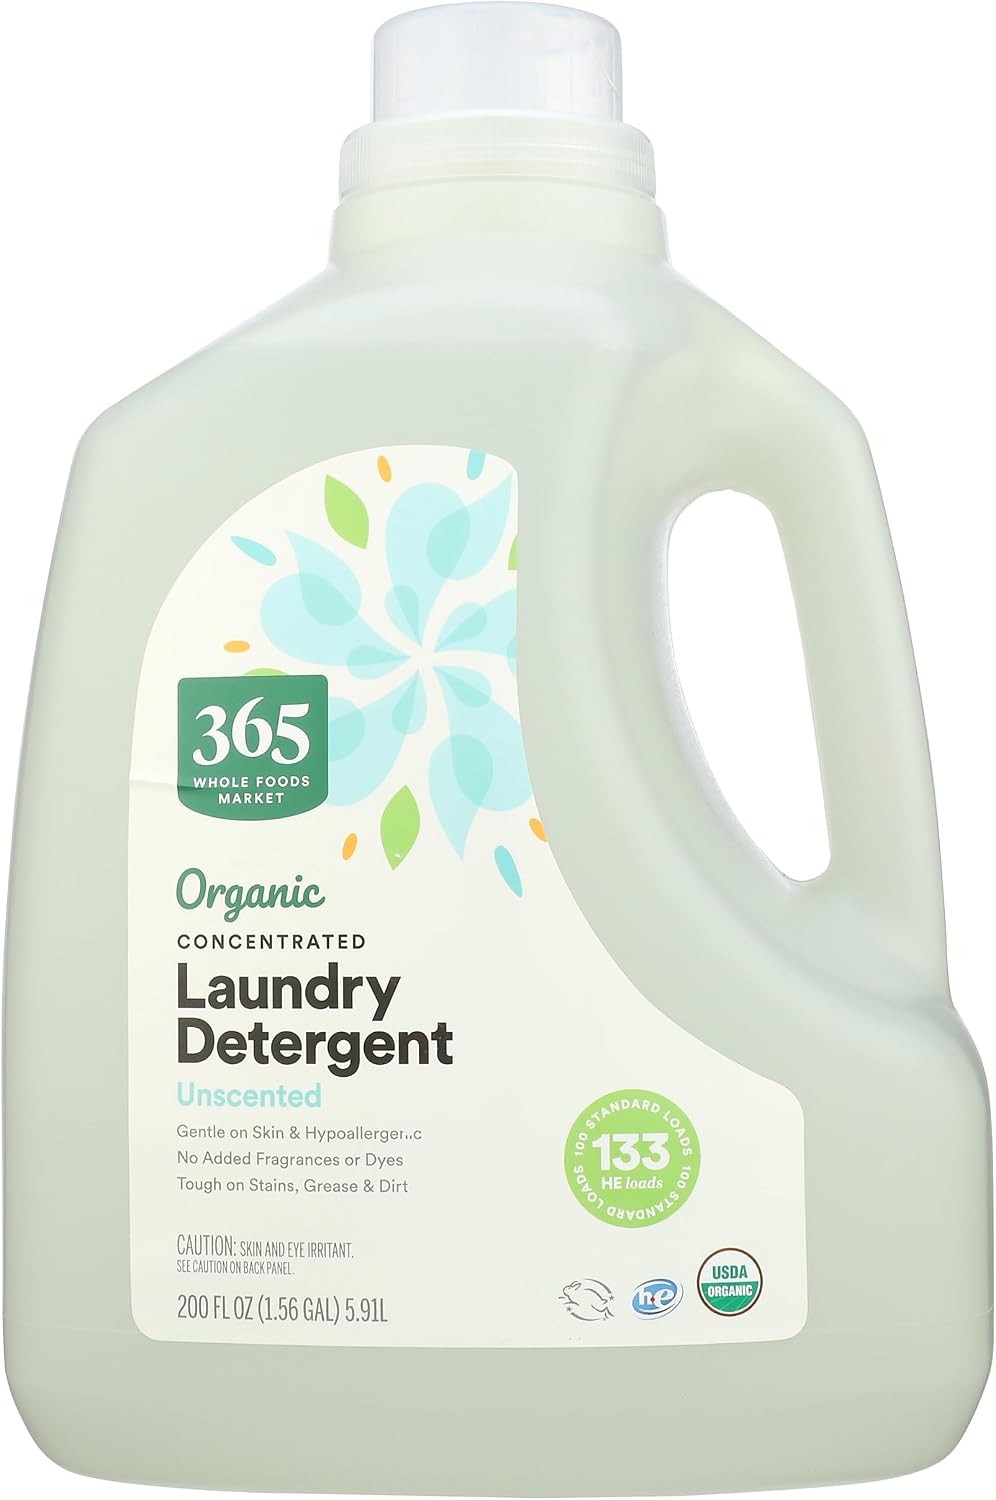 365
WHOLE FOODS
MARKET
Organic
CONCENTRATED
Laundry
Detergent
Unscented
Gentle on Skin & Hypoallergenic
No Added Fragrances or Dyes
Tough on Stains, Grease & Dirt
100 STANDARD LOADS
133
HE loads
100 STANDARD LOADS
CAUTION: SKIN AND EYE IRRITANT.
SEE CAUTION ON BACK PANEL.
200 FL OZ (1.56 GAL) 5.91L
he
USDA
ORGANIC